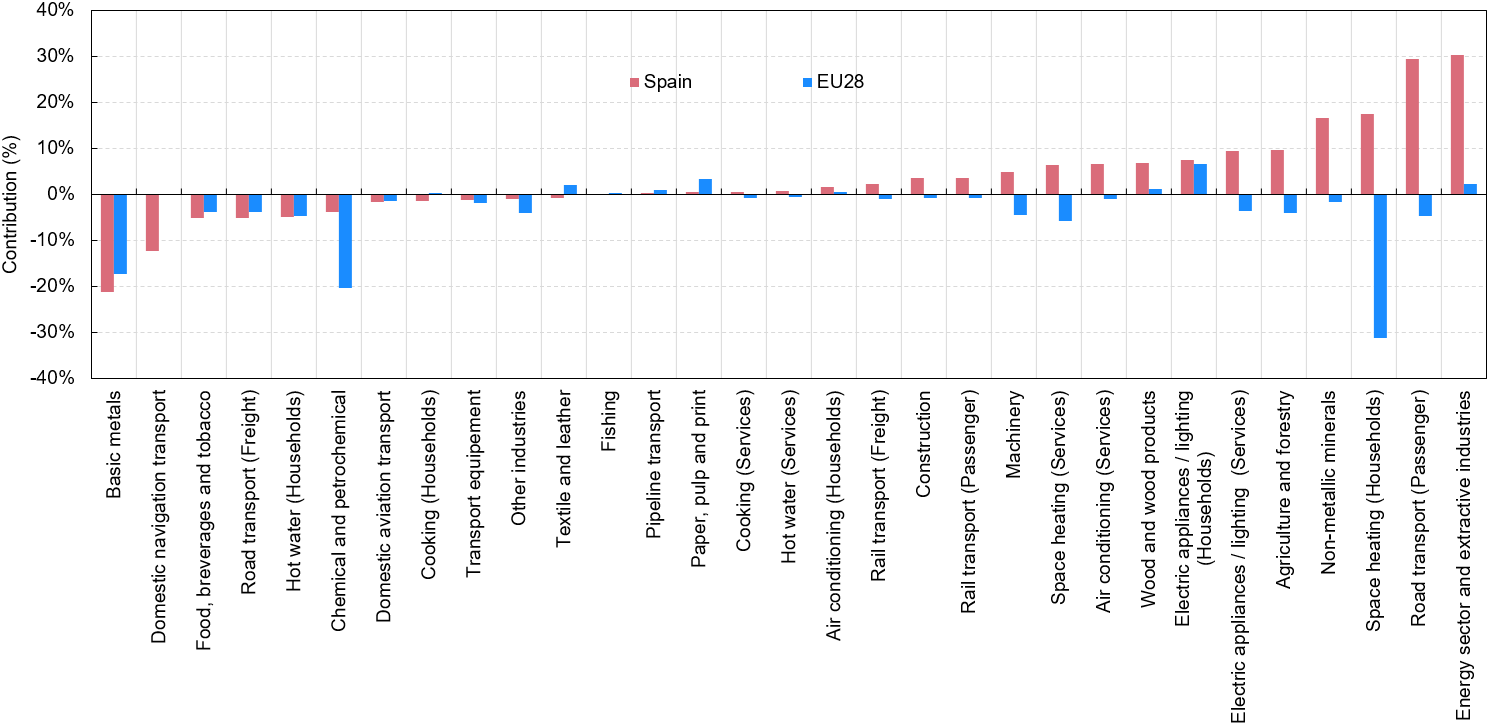 40%
30%
20%
10%
0%
-10%
-20%
-30%
-40%
Contribution (%)
Spain
EU28
Basic metals
Domestic navigation transport
Food, breverages and tobacco
Road transport (Freight)
Hot water (Households)
Chemical and petrochemical
Domestic aviation transport
Cooking (Households)
Transport equipement
Other industries
Textile and leather
Fishing
Pipeline transport
Paper, pulp and print
Cooking (Services)
Hot water (Services)
Air conditioning (Households)
Rail transport (Freight)
Construction
Rail transport (Passenger)
Machinery
Space heating (Services)
Air conditioning (Services)
Wood and wood products
Electric appliances / lighting
(Households)
Electric appliances / lighting (Services)
Agriculture and forestry
Non-metallic minerals
Space heating (Households)
Road transport (Passenger)
Energy sector and extractive industries